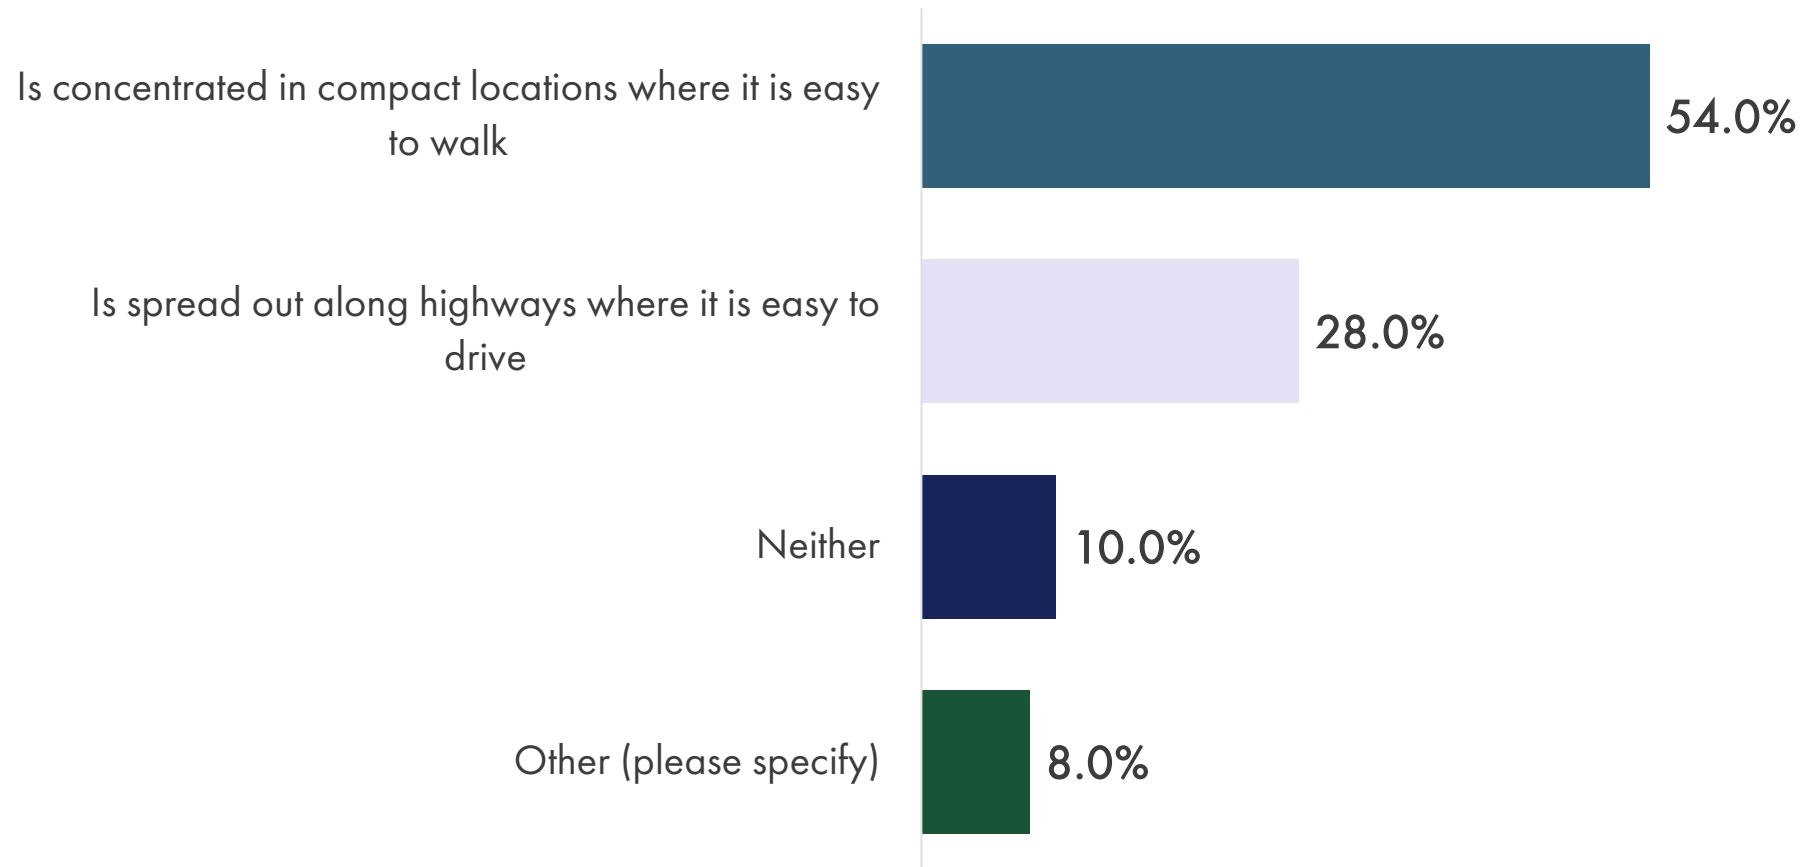 Is concentrated in compact locations where it is easy
to walk
54.0%
Is spread out along highways where it is easy to
drive
28.0%
Neither
10.0%
Other (please specify)
8.0%